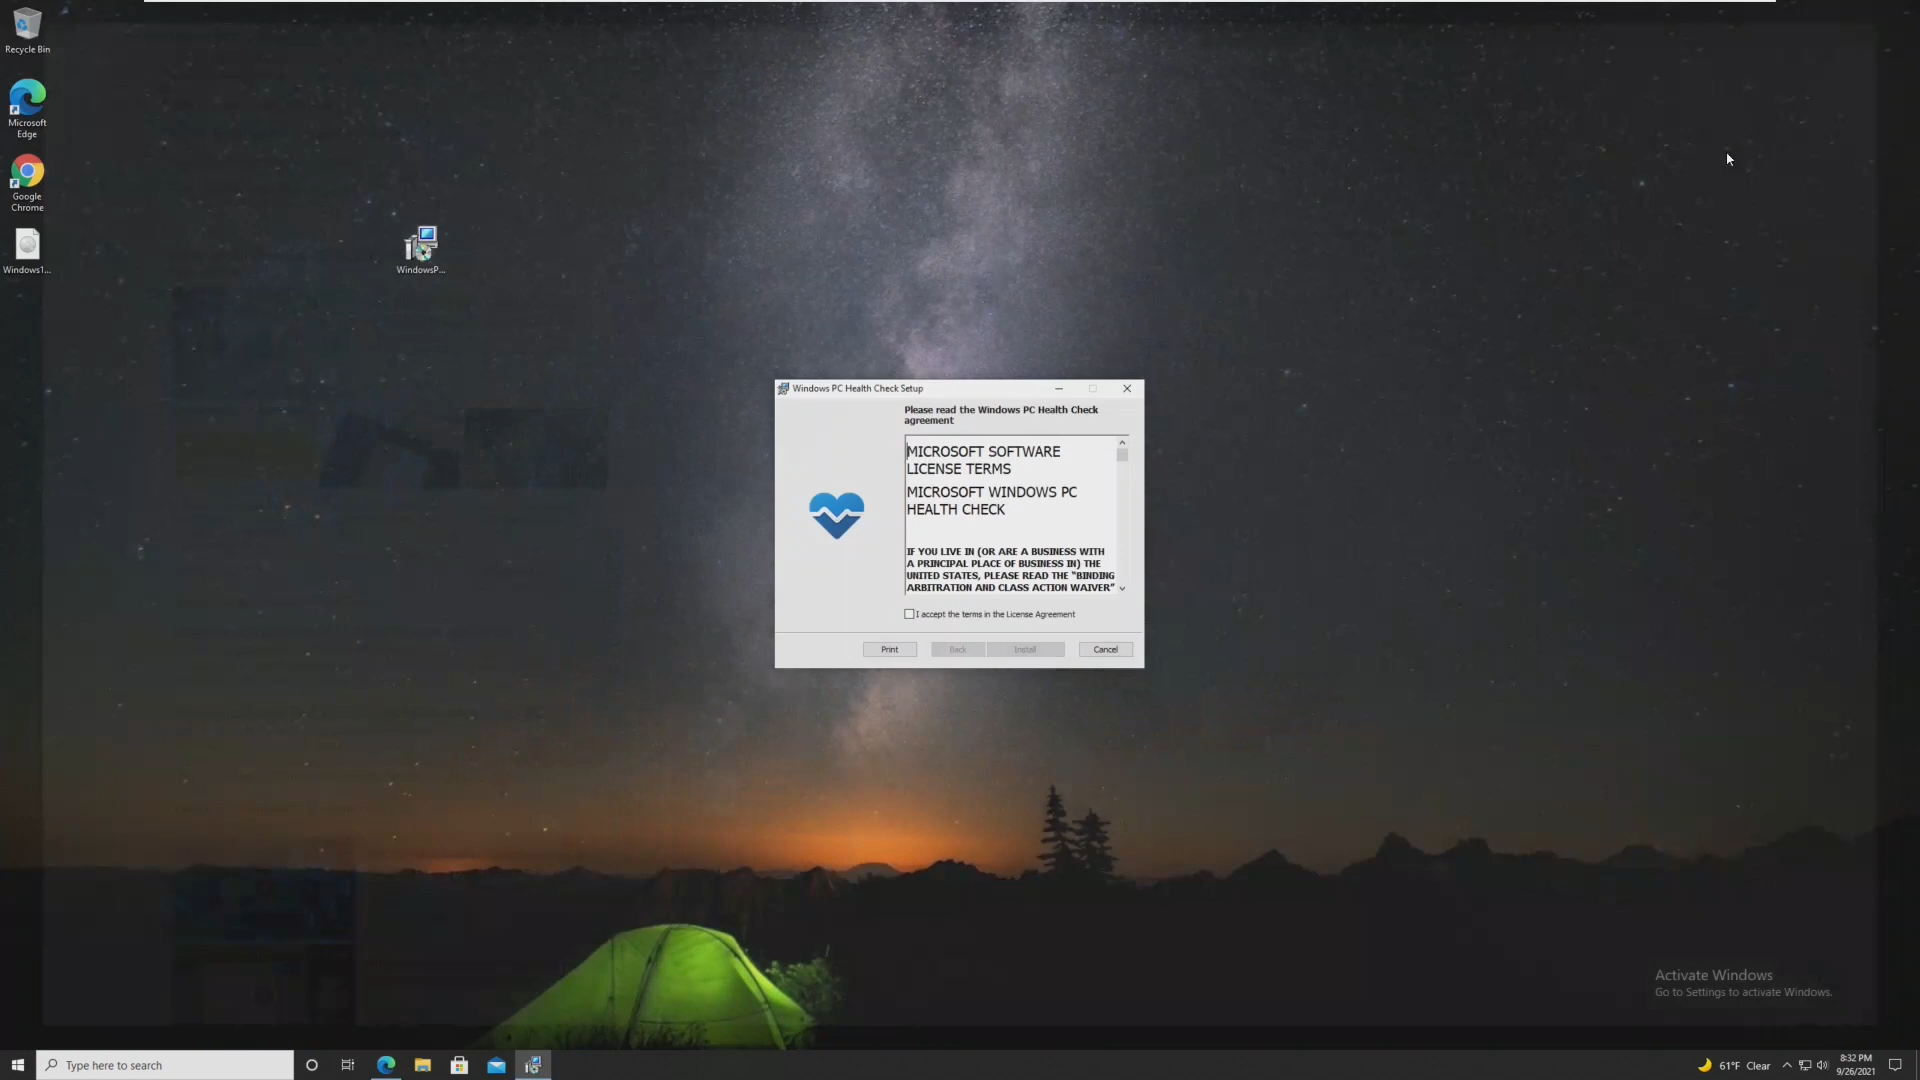 Recycle Bin
Microsoft
Edge
Google
Chrome
Windows1...
WindowsP...
Windows PC Health Check Setup
Please read the Windows PC Health Check
agreement
MICROSOFT SOFTWARE
LICENSE TERMS
MICROSOFT WINDOWS PC
HEALTH CHECK
IF YOU LIVE IN (OR ARE A BUSINESS WITH
A PRINCIPAL PLACE OF BUSINESS IN) THE
UNITED STATES, PLEASE READ THE “BINDING
ARBITRATION AND CLASS ACTION WAIVER”
I accept the terms in the License Agreement
Print
Back
Install
Cancel
Activate Windows
Go to Settings to activate Windows.
Type here to search
61°F Clear
8:32 PM
9/26/2021